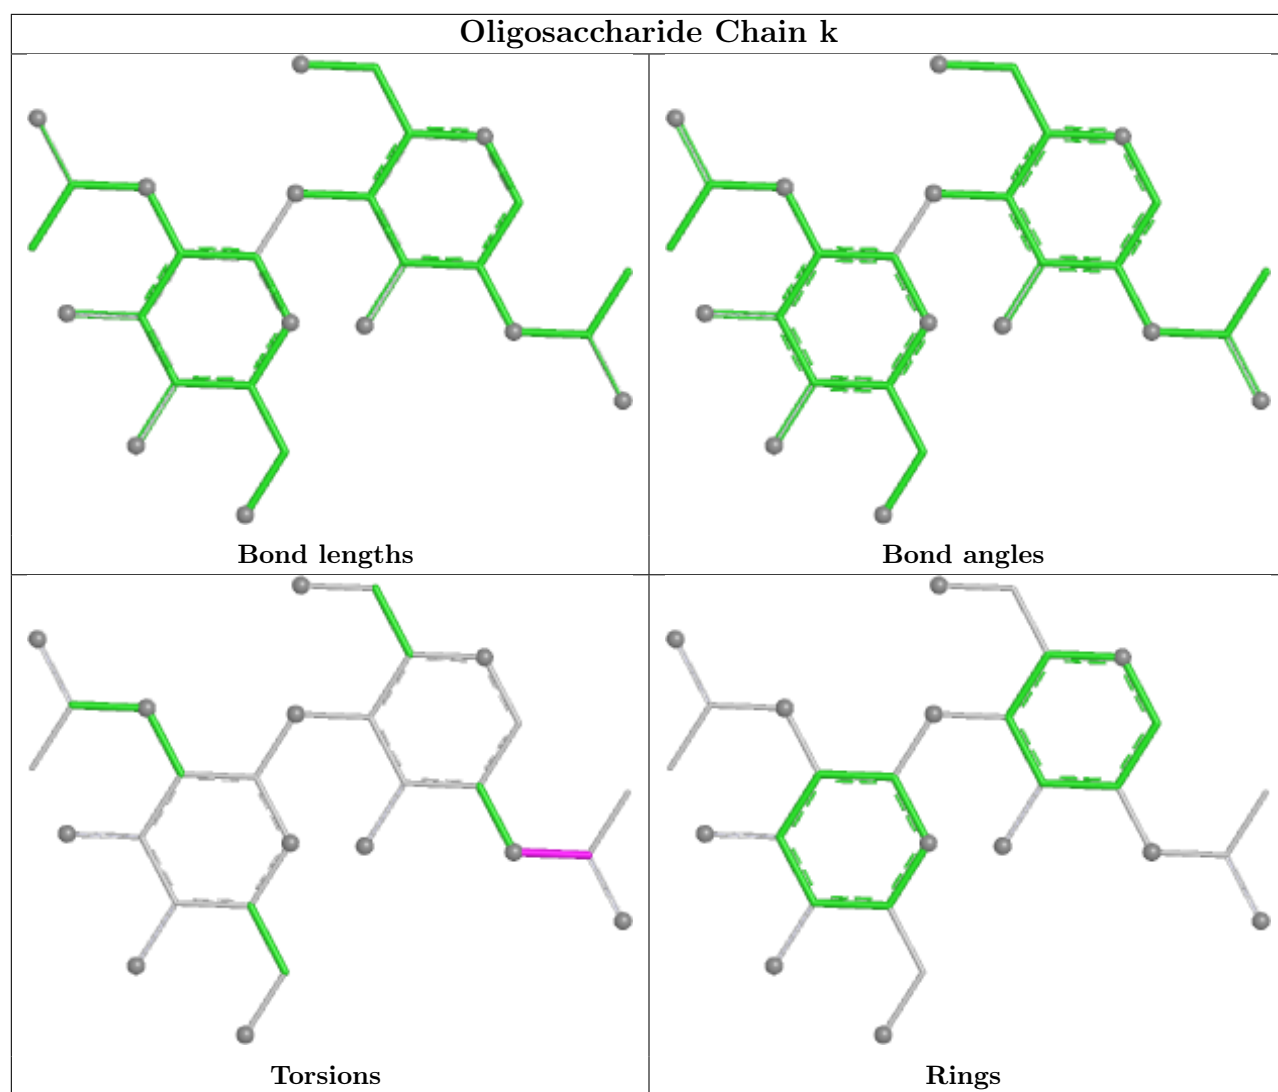 Oligosaccharide Chain k
Bond lengths
Bond angles
Torsions
Rings